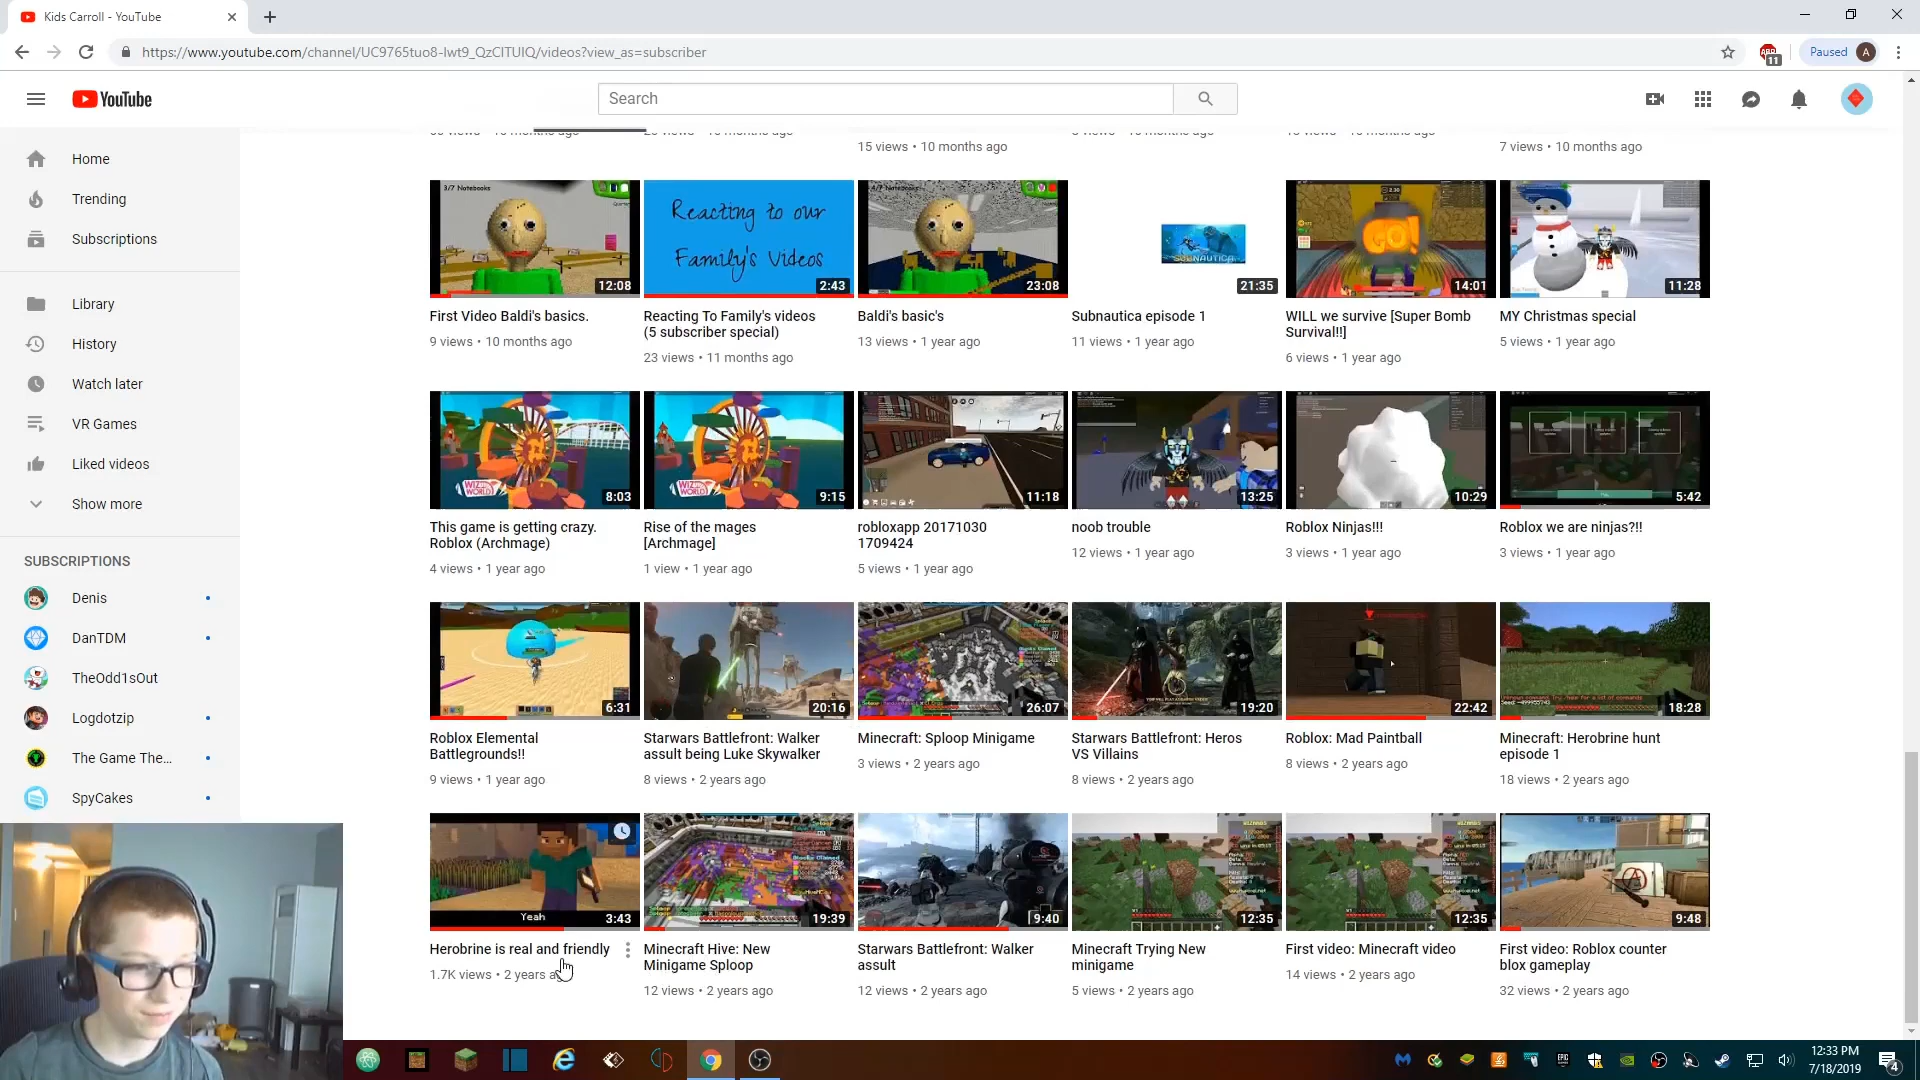 Kids Carroll - YouTube
https://www.youtube.com/channel/UC9765tuo8-lwt9_QzCITUIQ/videos?view_as=subscriber
11
Paused
A
YouTube
Search
Home
Trending
Subscriptions
Library
History
Watch later
VR Games
Liked videos
Show more
SUBSCRIPTIONS
Denis
DanTDM
TheOdd1sOut
Logdotzip
The Game The...
SpyCakes
15 views • 10 months ago
7 views • 10 months ago
3/7 Notebooks
12:08
Reacting to our
Family's Videos
2:43
4/7 Notebooks
23:08
SUBNAUTICA
21:35
GO!
14:01
11:28
First Video Baldi's basics.
9 views • 10 months ago
Reacting To Family's videos
(5 subscriber special)
23 views • 11 months ago
Baldi's basic's
13 views • 1 year ago
Subnautica episode 1
11 views • 1 year ago
WILL we survive [Super Bomb
Survival!!]
6 views • 1 year ago
MY Christmas special
5 views • 1 year ago
8:03
9:15
11:18
13:25
10:29
5:42
This game is getting crazy.
Roblox (Archmage)
4 views • 1 year ago
Rise of the mages
[Archmage]
1 view • 1 year ago
robloxapp 20171030
1709424
5 views • 1 year ago
noob trouble
12 views • 1 year ago
Roblox Ninjas!!!
3 views • 1 year ago
Roblox we are ninjas?!!
3 views • 1 year ago
6:31
20:16
26:07
19:20
22:42
18:28
Roblox Elemental
Battlegrounds!!
9 views • 1 year ago
Starwars Battlefront: Walker
assult being Luke Skywalker
8 views • 2 years ago
Minecraft: Sploop Minigame
3 views • 2 years ago
Starwars Battlefront: Heros
VS Villains
8 views • 2 years ago
Roblox: Mad Paintball
8 views • 2 years ago
Minecraft: Herobrine hunt
episode 1
18 views • 2 years ago
Yeah
3:43
19:39
9:40
12:35
12:35
9:48
Herobrine is real and friendly
1.7K views • 2 years
Minecraft Hive: New
Minigame Sploop
12 views • 2 years ago
Starwars Battlefront: Walker
assult
12 views • 2 years ago
Minecraft Trying New
minigame
5 views • 2 years ago
First video: Minecraft video
14 views • 2 years ago
First video: Roblox counter
blox gameplay
32 views • 2 years ago
12:33 PM
7/18/2019
4